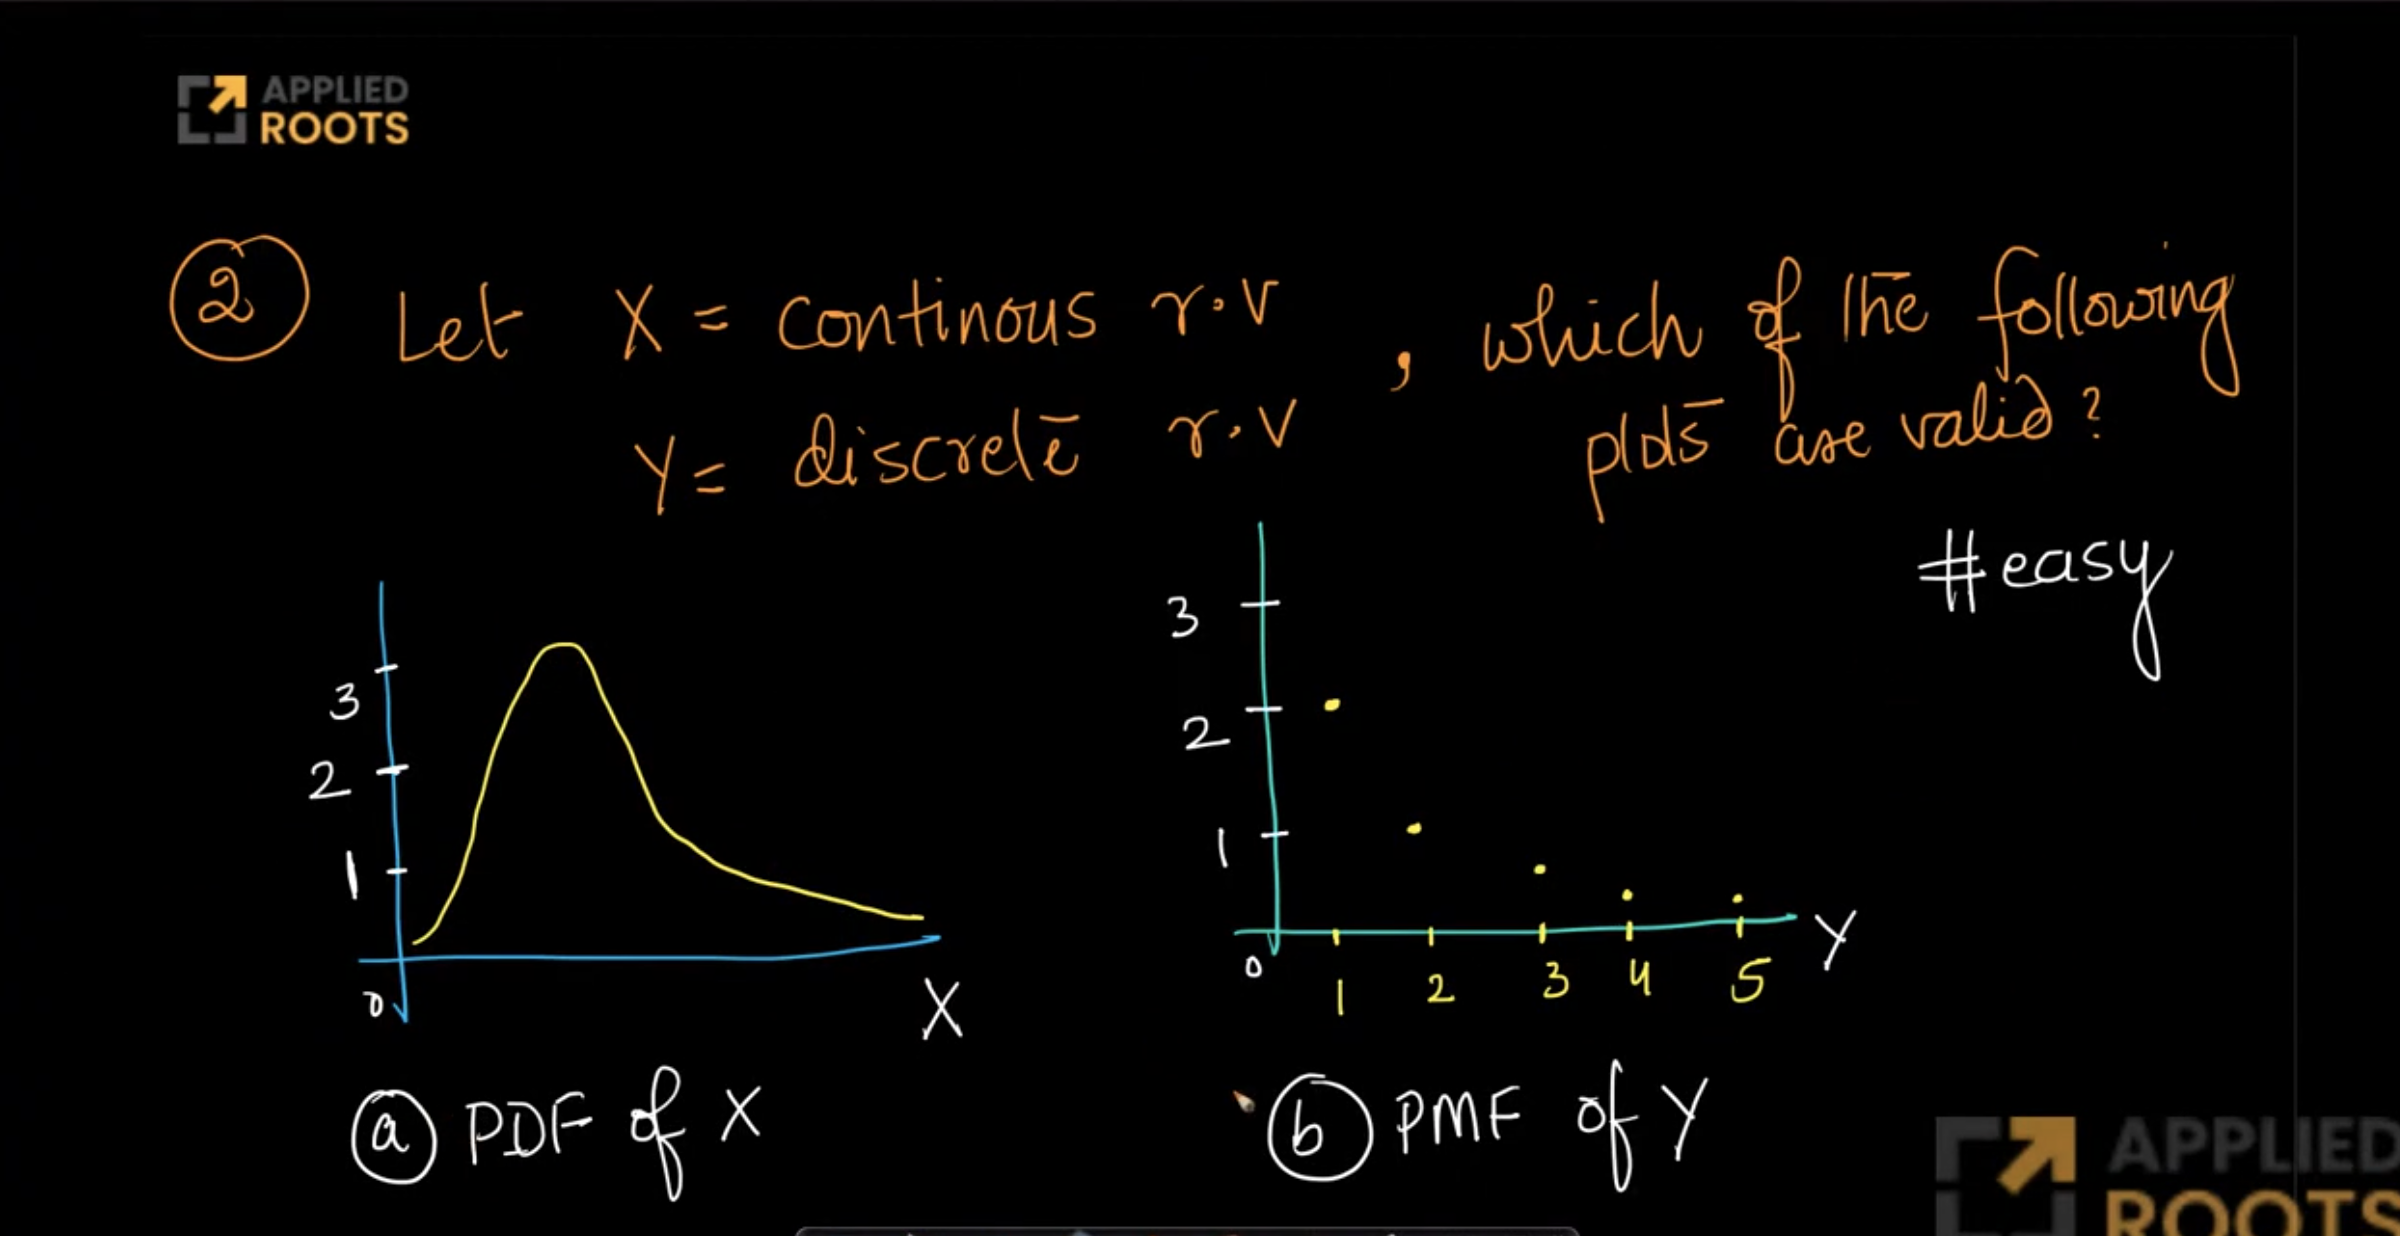 APPLIED
ROOTS
2 Let X = continous r.v , which of the following
Y = discrete r.v plots are valid?
#easy
3
2
1
0
X
3
2
1
0
1 2 3 4 5
Y
a PDF of X
b PMF of Y
APPLIED
ROOTS